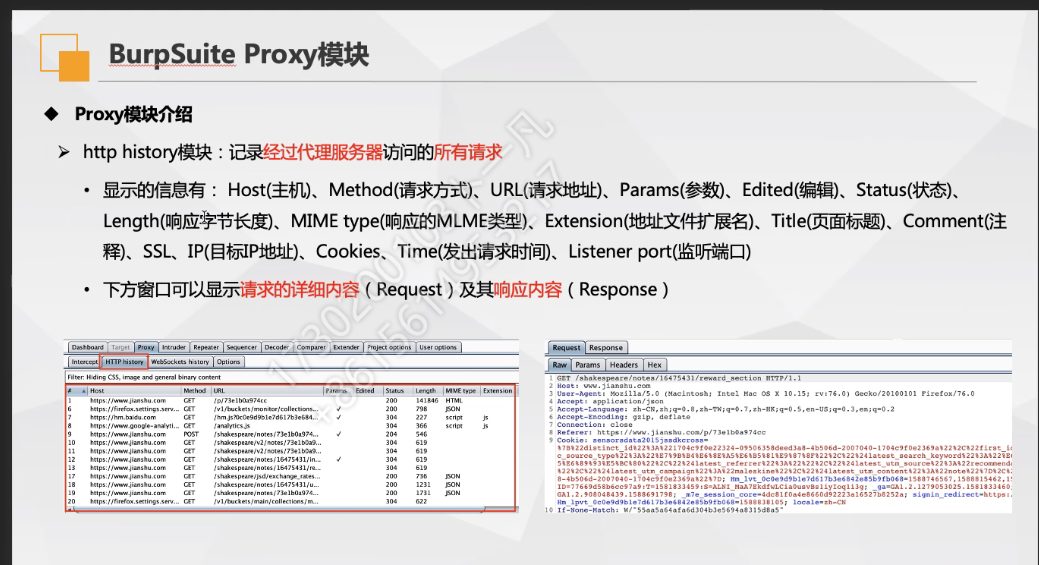 BurpSuite Proxy模块
◆ Proxy模块介绍
➢ http history模块：记录经过代理服务器访问的所有请求
• 显示的信息有： Host(主机)、Method(请求方式)、URL(请求地址)、Params(参数)、Edited(编辑)、Status(状态)、
Length(响应字节长度)、MIME type(响应的MLME类型)、Extension(地址文件扩展名)、Title(页面标题)、Comment(注
释)、SSL、IP(目标IP地址)、Cookies、Time(发出请求时间)、Listener port(监听端口)
• 下方窗口可以显示请求的详细内容（Request）及其响应内容（Response）
Dashboard Target Proxy Intruder Repeater Sequencer Decoder Comparer Extender Project options User options
Intercept HTTP history WebSockets history Options
Filter: Hiding CSS, image and general binary content
# Host Method URL Params Edited Status Length MIME type Extension
1 https://www.jianshu.com GET /p/73e1b0a974cc 200 141846 HTML
6 https://firefox.settings.serv... GET /v1/buckets/monitor/collections... ✓ 200 798 JSON
7 https://hm.baidu.com GET /hm.js?0c0e9d9b1e7d617b3e684... ✓ 304 227 script js
8 https://www.google-analyti... GET /analytics.js 304 366 script js
9 https://www.jianshu.com POST /shakespeare/notes/73e1b0a974... ✓ 204 546
10 https://www.jianshu.com GET /shakespeare/notes/73e1b0a9... 304 619
11 https://www.jianshu.com GET /shakespeare/v2/notes/73e1b0a9... 304 619
12 https://www.jianshu.com GET /shakespeare/notes/16475431/in... ✓ 304 619
13 https://www.jianshu.com GET /shakespeare/notes/16475431/re... 304 619
17 https://www.jianshu.com GET /shakespeare/jsd/exchange_rates... 200 736 JSON
18 https://www.jianshu.com GET /shakespeare/notes/16475431/u... 200 1231 JSON
19 https://www.jianshu.com GET /shakespeare/notes/73e1b0a974... 200 1731 JSON
20 https://firefox.settings.serv... GET /v1/buckets/main/collections/m... 304 622
Request Response
Raw Params Headers Hex
1 GET /shakespeare/notes/16475431/reward_section HTTP/1.1
2 Host: www.jianshu.com
3 User-Agent: Mozilla/5.0 (Macintosh; Intel Mac OS X 10.15; rv:76.0) Gecko/20100101 Firefox/76.0
4 Accept: application/json
5 Accept-Language: zh-CN,zh;q=0.8,zh-TW;q=0.7,zh-HK;q=0.5,en-US;q=0.3,en;q=0.2
6 Accept-Encoding: gzip, deflate
7 Connection: close
8 Referer: https://www.jianshu.com/p/73e1b0a974cc
9 Cookie: sensorsdata2015jssdkcross=
10 If-None-Match: W/"55aa5a64afa6d304b3e5694a8315d8a5"